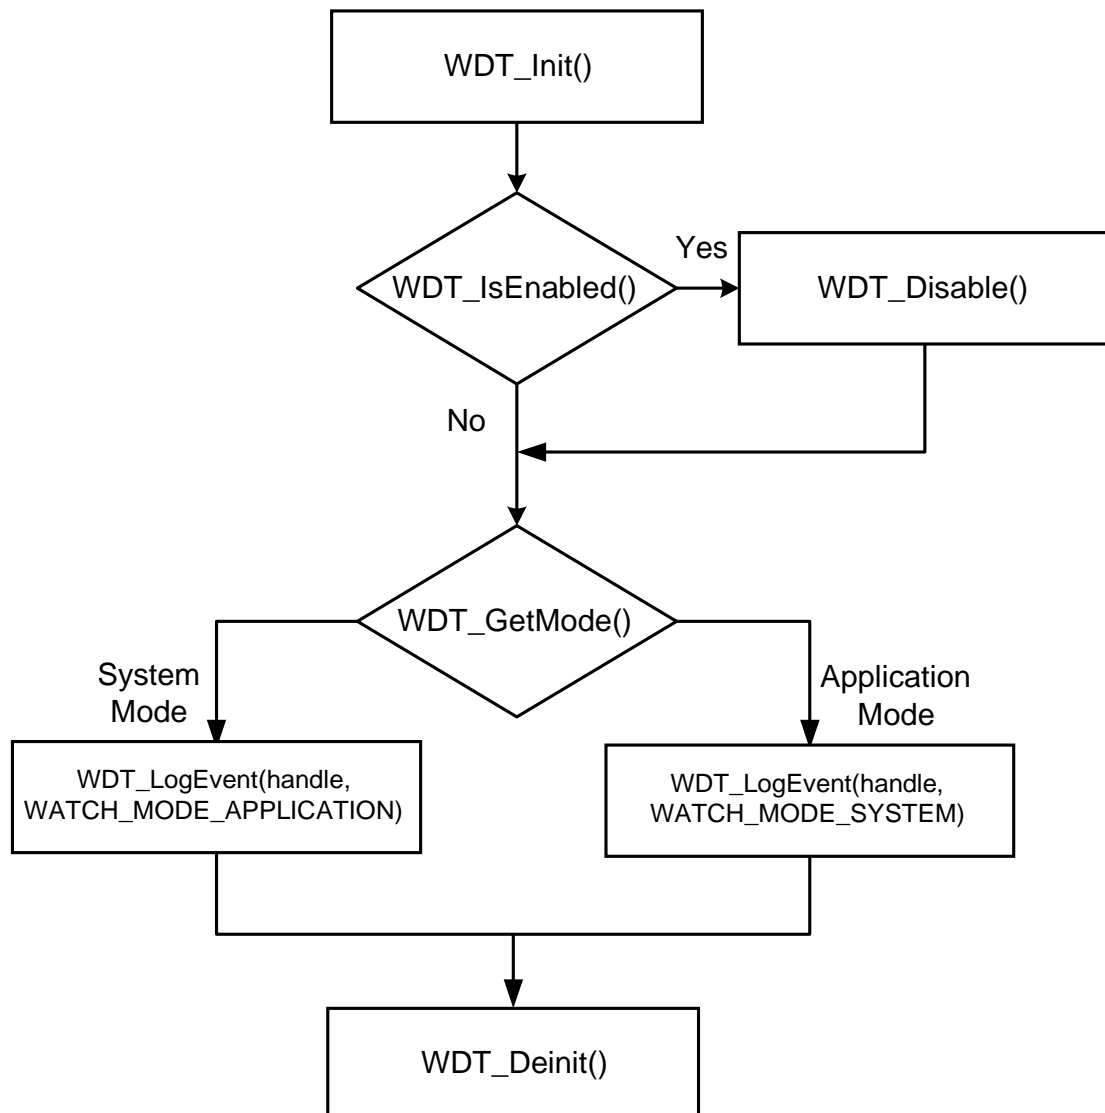 WDT_Init()
WDT_IsEnabled()
Yes
WDT_Disable()
No
WDT_GetMode()
System
Mode
Application
Mode
WDT_LogEvent(handle,
WATCH_MODE_APPLICATION)
WDT_LogEvent(handle,
WATCH_MODE_SYSTEM)
WDT_Deinit()